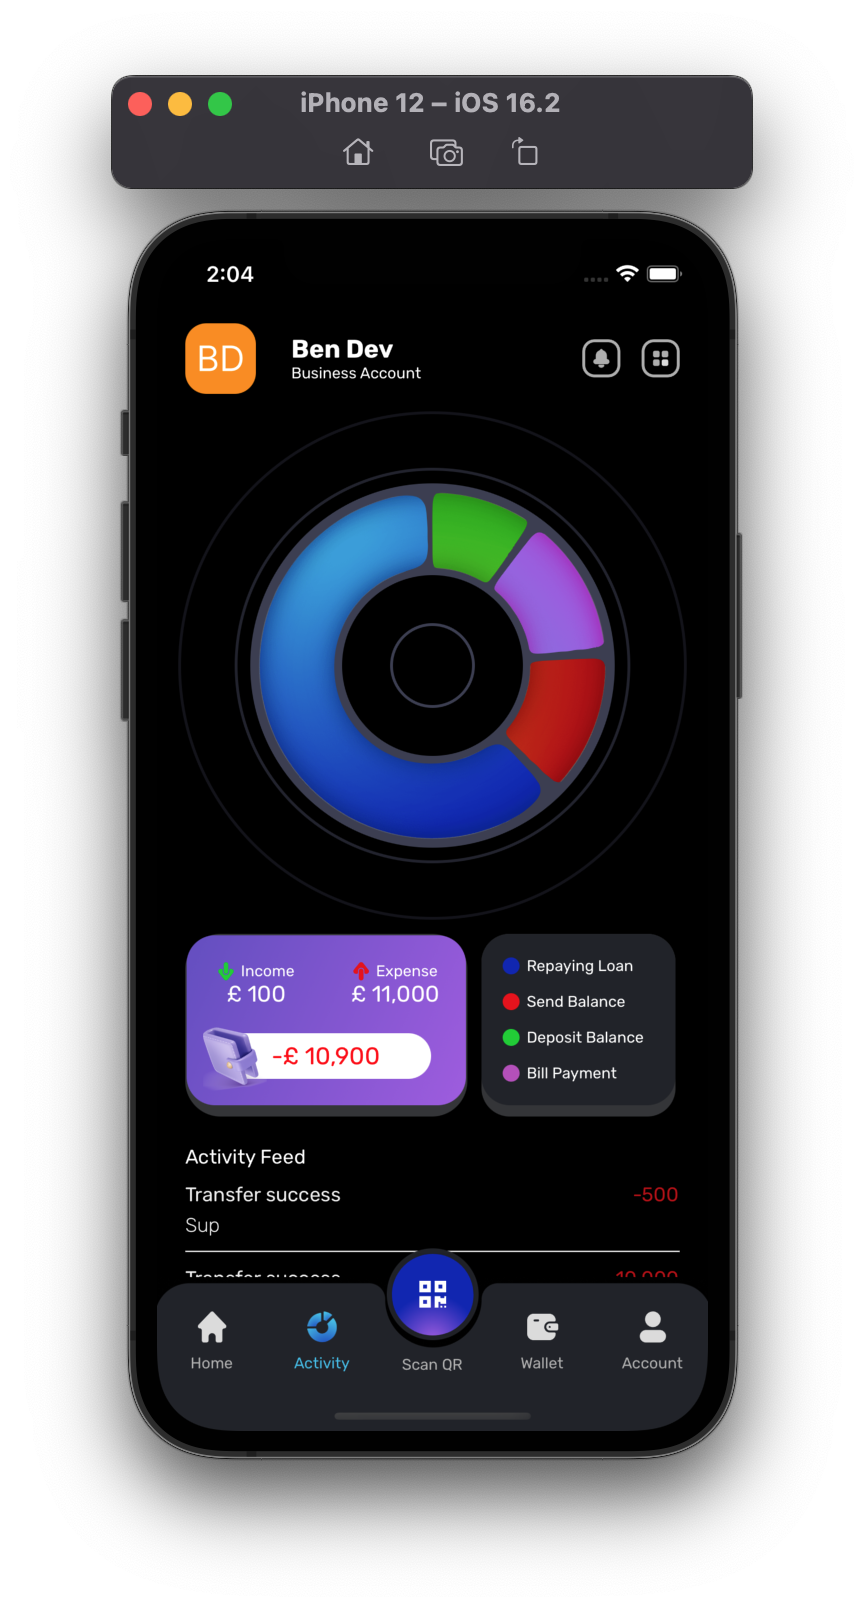 iPhone 12 – iOS 16.2
2:04
BD
Ben Dev
Business Account
Income
£ 100
Expense
£ 11,000
-£ 10,900
Repaying Loan
Send Balance
Deposit Balance
Bill Payment
Activity Feed
Transfer success -500
Sup
Transfer success
Home
Activity
Scan QR
Wallet
Account